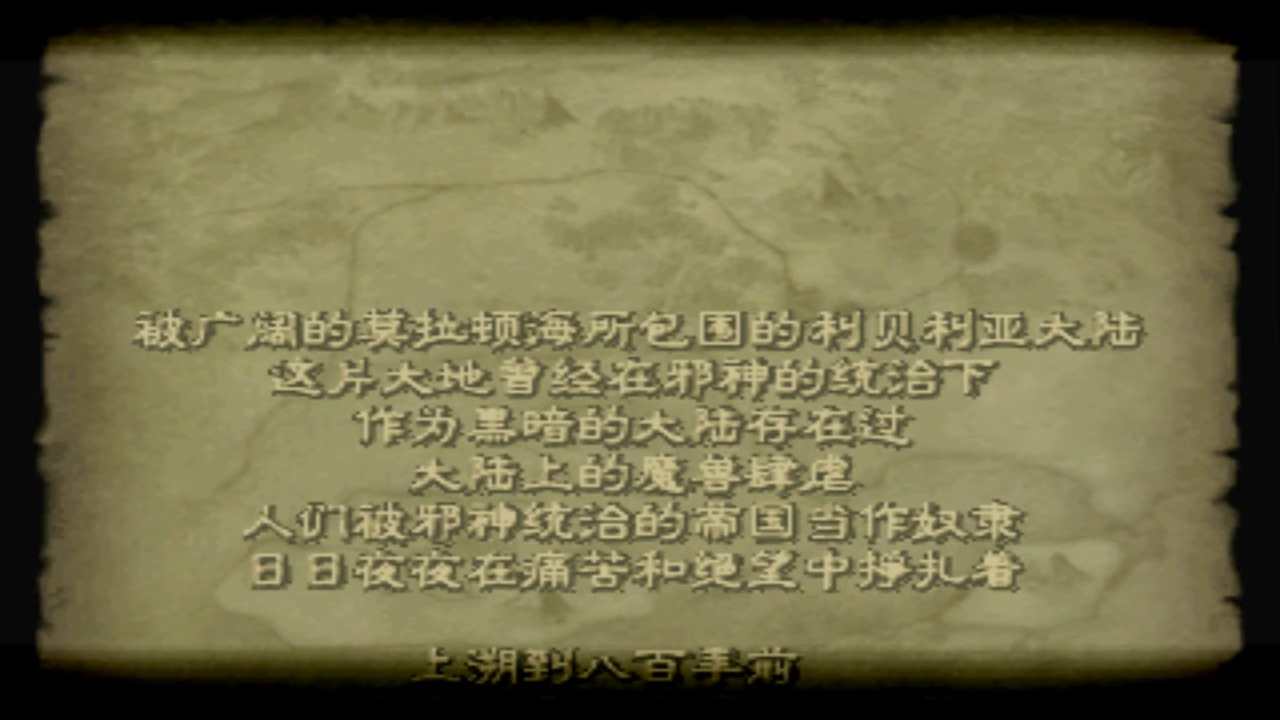 被广阔的莫拉顿海所包围的利贝利亚大陆
这片大地曾经在邪神的统治下
作为黑暗的大陆存在过
大陆上的魔兽肆虐
人们被邪神统治的帝国当作奴隶
日日夜夜在痛苦和绝望中挣扎着
上溯到八百年前